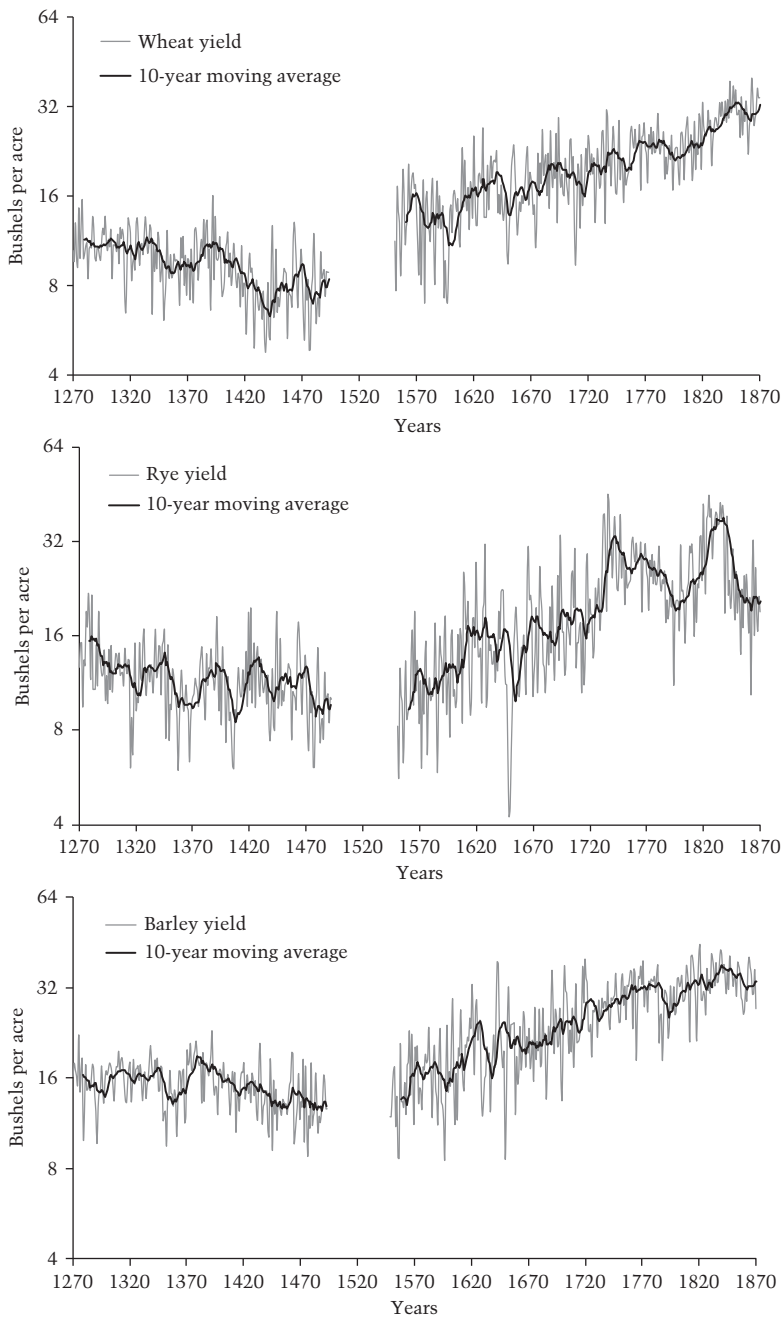 64
Wheat yield
10-year moving average
32
16
8
4
Bushels per acre
1270 1320 1370 1420 1470 1520 1570 1620 1670 1720 1770 1820 1870
Years
64
Rye yield
10-year moving average
32
16
8
4
Bushels per acre
1270 1320 1370 1420 1470 1520 1570 1620 1670 1720 1770 1820 1870
Years
64
Barley yield
10-year moving average
32
16
8
4
Bushels per acre
1270 1320 1370 1420 1470 1520 1570 1620 1670 1720 1770 1820 1870
Years